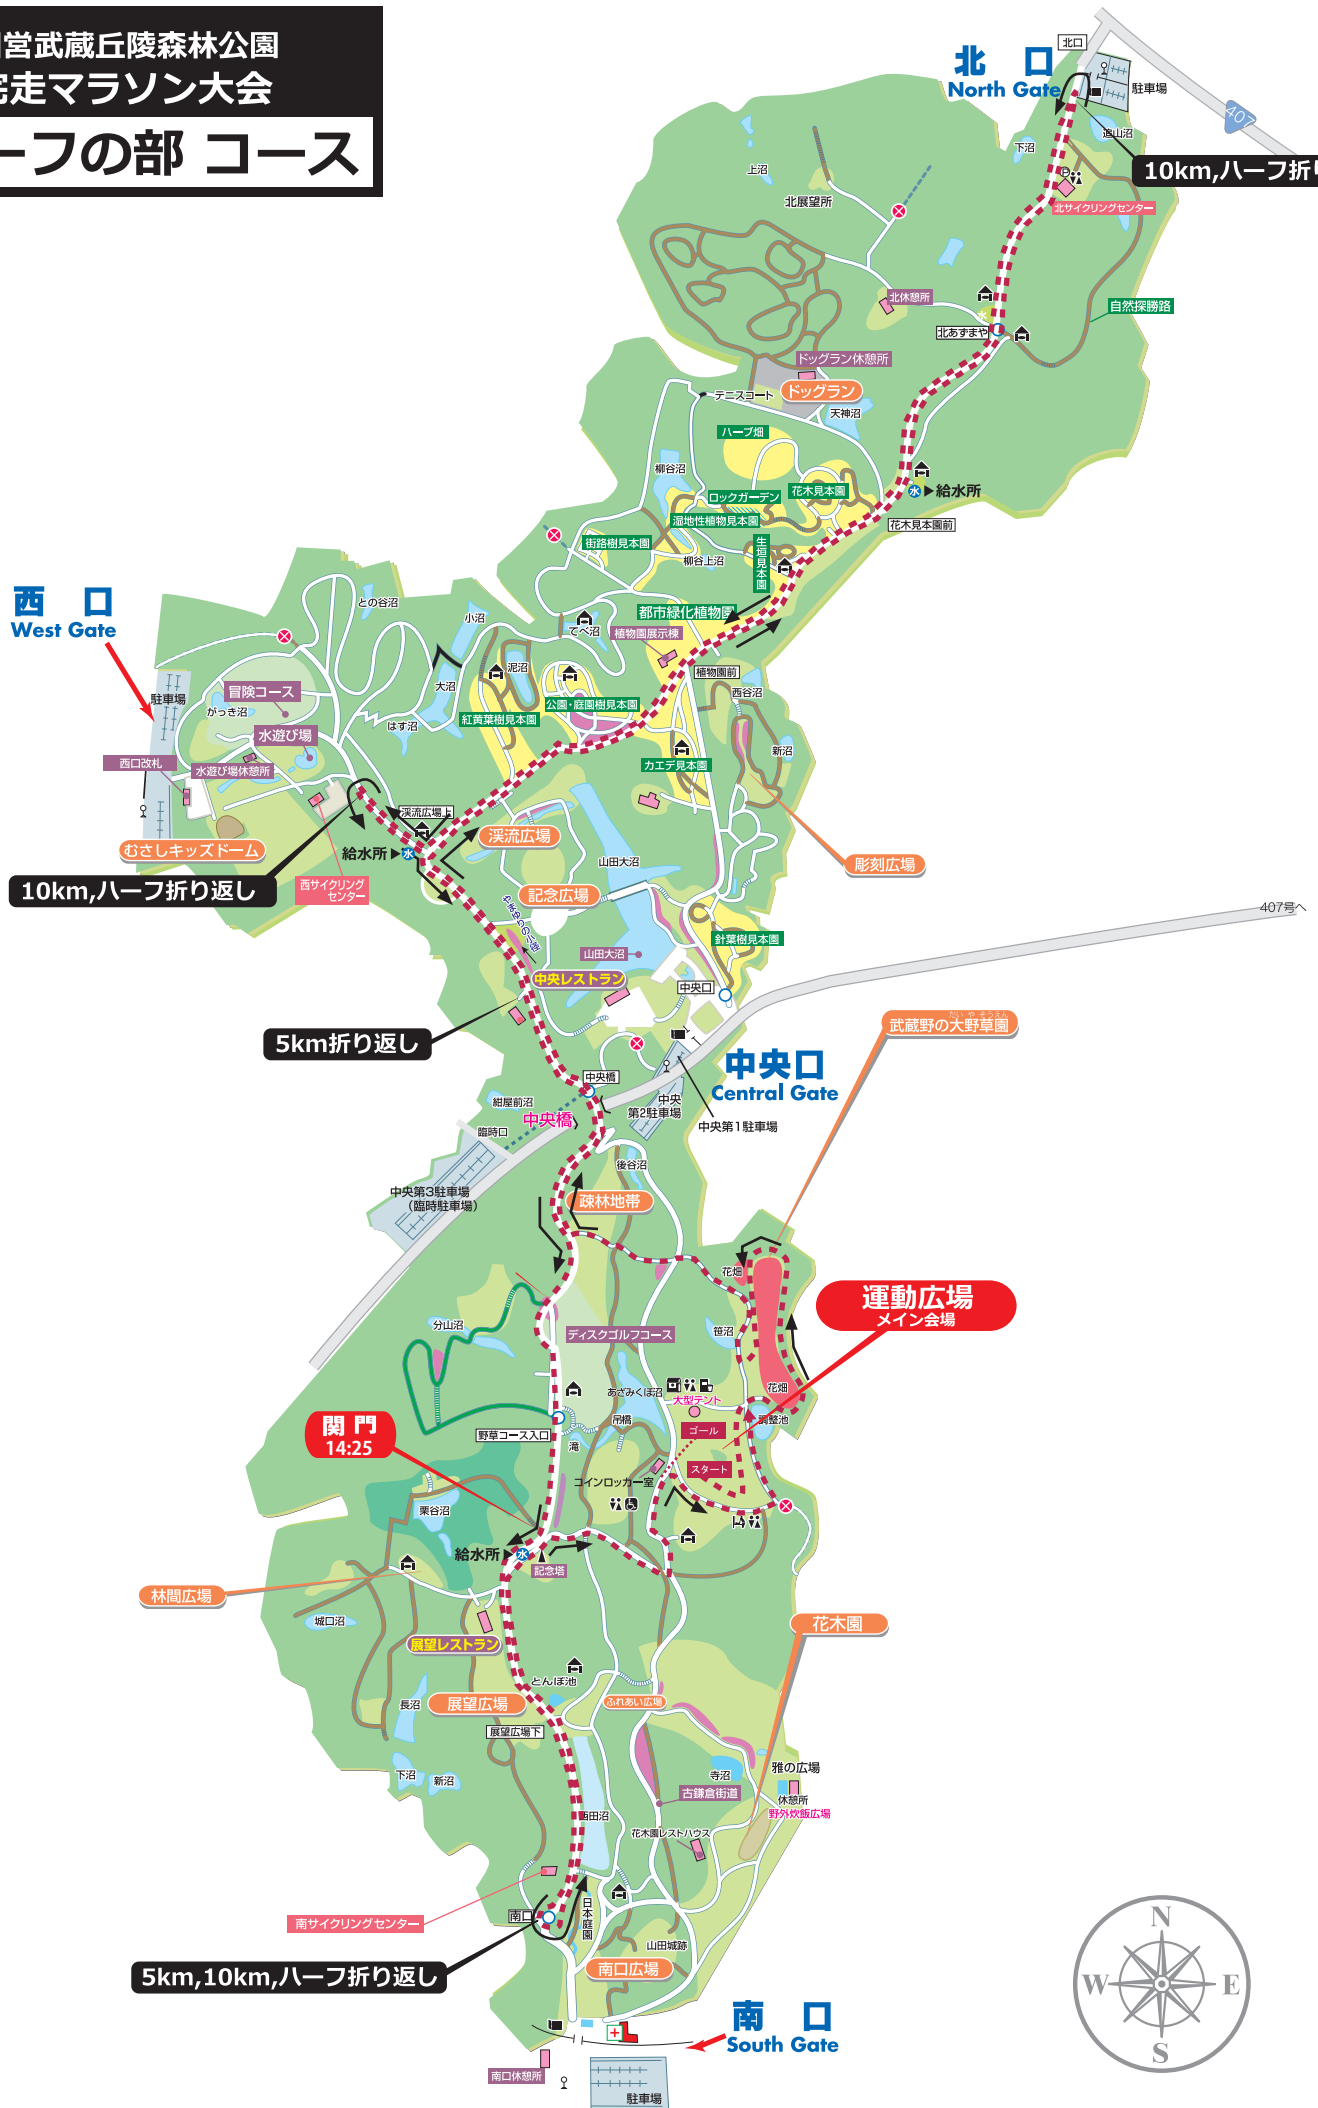 営武蔵丘陵森林公園
走マラソン大会
ーフの部 コース
北 口
North Gate
北口
駐車場
407
追山沼
下沼
10km,ハーフ折り
北サイクリングセンター
上沼
北展望所
北休憩所
自然探勝路
水
北あずまや
ドッグラン休憩所
ドッグラン
テニスコート
天神沼
ハーブ畑
柳谷沼
ロックガーデン
花木見本園
水 給水所
湿地性植物見本園
花木見本園前
街路樹見本園
柳谷上沼
生垣見本園
西 口
West Gate
との谷沼
小沼
てべ沼
都市緑化植物園
植物園展示棟
泥沼
植物園前
駐車場
冒険コース
がっき沼
大沼
西谷沼
公園・庭園樹見本園
紅黄葉樹見本園
はす沼
水遊び場
新沼
西口改札
水遊び場休憩所
カエデ見本園
渓流広場上
渓流広場
むさしキッズドーム
給水所 水
山田大沼
彫刻広場
10km,ハーフ折り返し
西サイクリング
センター
記念広場
やまゆりの小径
407号へ
針葉樹見本園
山田大沼
中央レストラン
中央口
5km折り返し
武蔵野の大野草園
だいやそうえん
中央口
Central Gate
中央橋
紺屋前沼
中央橋
中央
第2駐車場
中央第1駐車場
臨時口
後谷沼
中央第3駐車場
(臨時駐車場)
疎林地帯
花畑
運動広場
メイン会場
分山沼
笹沼
ディスクゴルフコース
あざみくぼ沼
大型テント
花畑
関門
14:25
野草コース入口
吊橋
滝
ゴール
調整池
スタート
コインロッカー室
栗谷沼
給水所 水
記念塔
林間広場
城口沼
花木園
展望レストラン
とんぼ池
長沼
展望広場
ふれあい広場
展望広場下
雅の広場
下沼
新沼
寺沼
休憩所
古鎌倉街道
野外炊飯広場
西田沼
花木園レストハウス
南口
日本庭園
南サイクリングセンター
山田城跡
5km,10km,ハーフ折り返し
南口広場
南 口
South Gate
南口休憩所
駐車場
N
W
E
S